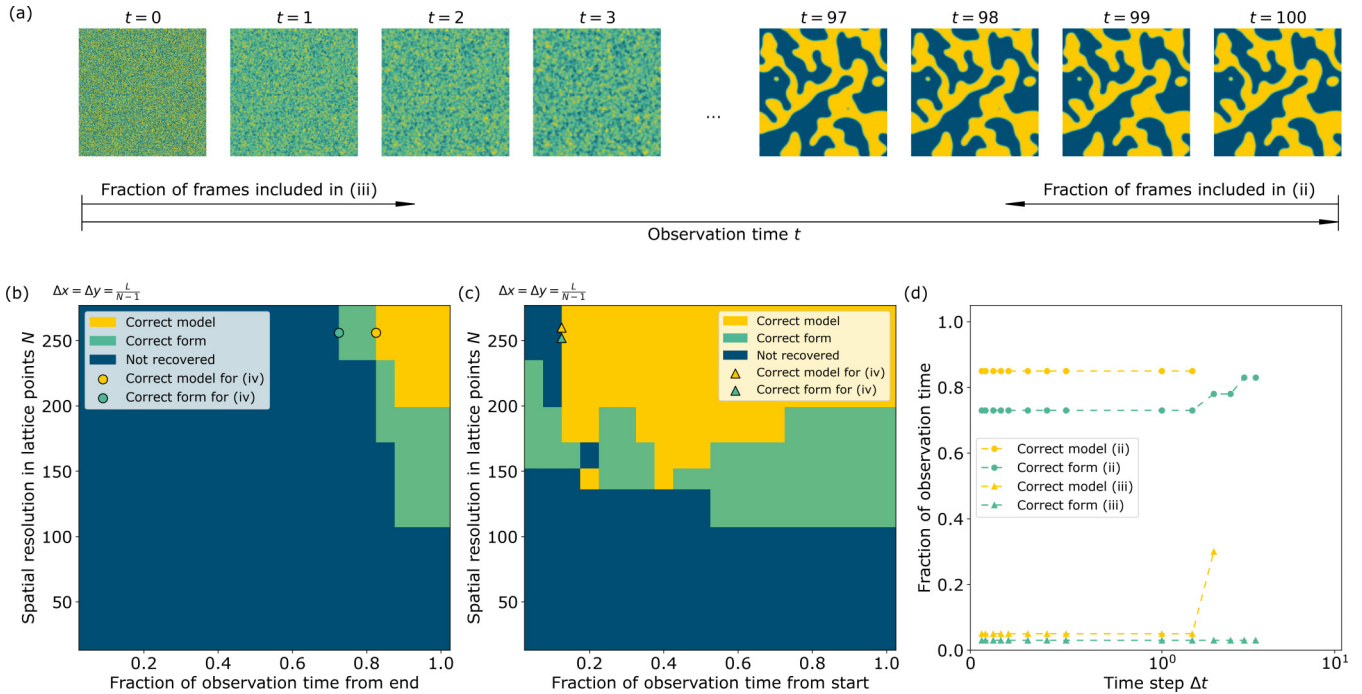 (a)
t = 0 t = 1 t = 2 t = 3 ... t = 97 t = 98 t = 99 t = 100
Fraction of frames included in (iii)
Fraction of frames included in (ii)
Observation time t
(b)
Δx = Δy = L/(N−1)
Correct model
Correct form
Not recovered
Correct model for (iv)
Correct form for (iv)
Spatial resolution in lattice points N
250
200
150
100
50
0.2 0.4 0.6 0.8 1.0
Fraction of observation time from end
(c)
Δx = Δy = L/(N−1)
Correct model
Correct form
Not recovered
Correct model for (iv)
Correct form for (iv)
Spatial resolution in lattice points N
250
200
150
100
50
0.2 0.4 0.6 0.8 1.0
Fraction of observation time from start
(d)
Fraction of observation time
1.0
0.8
0.6
0.4
0.2
0.0
Correct model (ii)
Correct form (ii)
Correct model (iii)
Correct form (iii)
0 10⁰ 10¹
Time step Δt